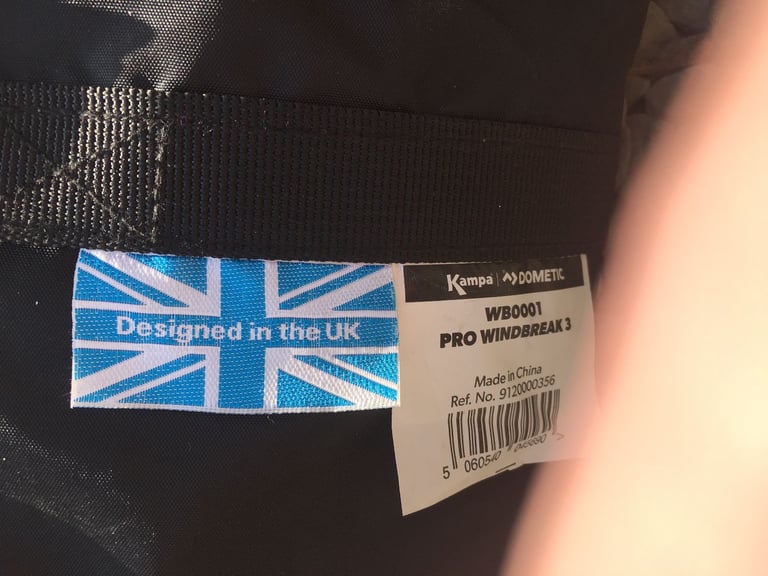 Designed in the UK
Kampa | DOMETIC
WB0001
PRO WINDBREAK 3
Made in China
Ref. No. 9120000356
5 060540